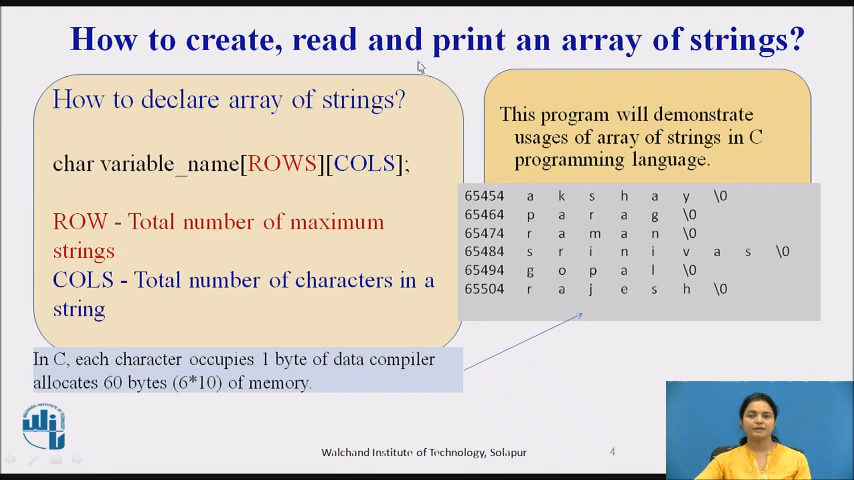 How to create, read and print an array of strings?
How to declare array of strings?
char variable_name[ROWS][COLS];
ROW - Total number of maximum
strings
COLS - Total number of characters in a
string
In C, each character occupies 1 byte of data compiler
allocates 60 bytes (6*10) of memory.
This program will demonstrate
usages of array of strings in C
programming language.
65454 a k s h a y \0
65464 p a r a g \0
65474 r a m a n \0
65484 s r i n i v a s \0
65494 g o p a l \0
65504 r a j e s h \0
Walchand Institute of Technology, Solapur
4